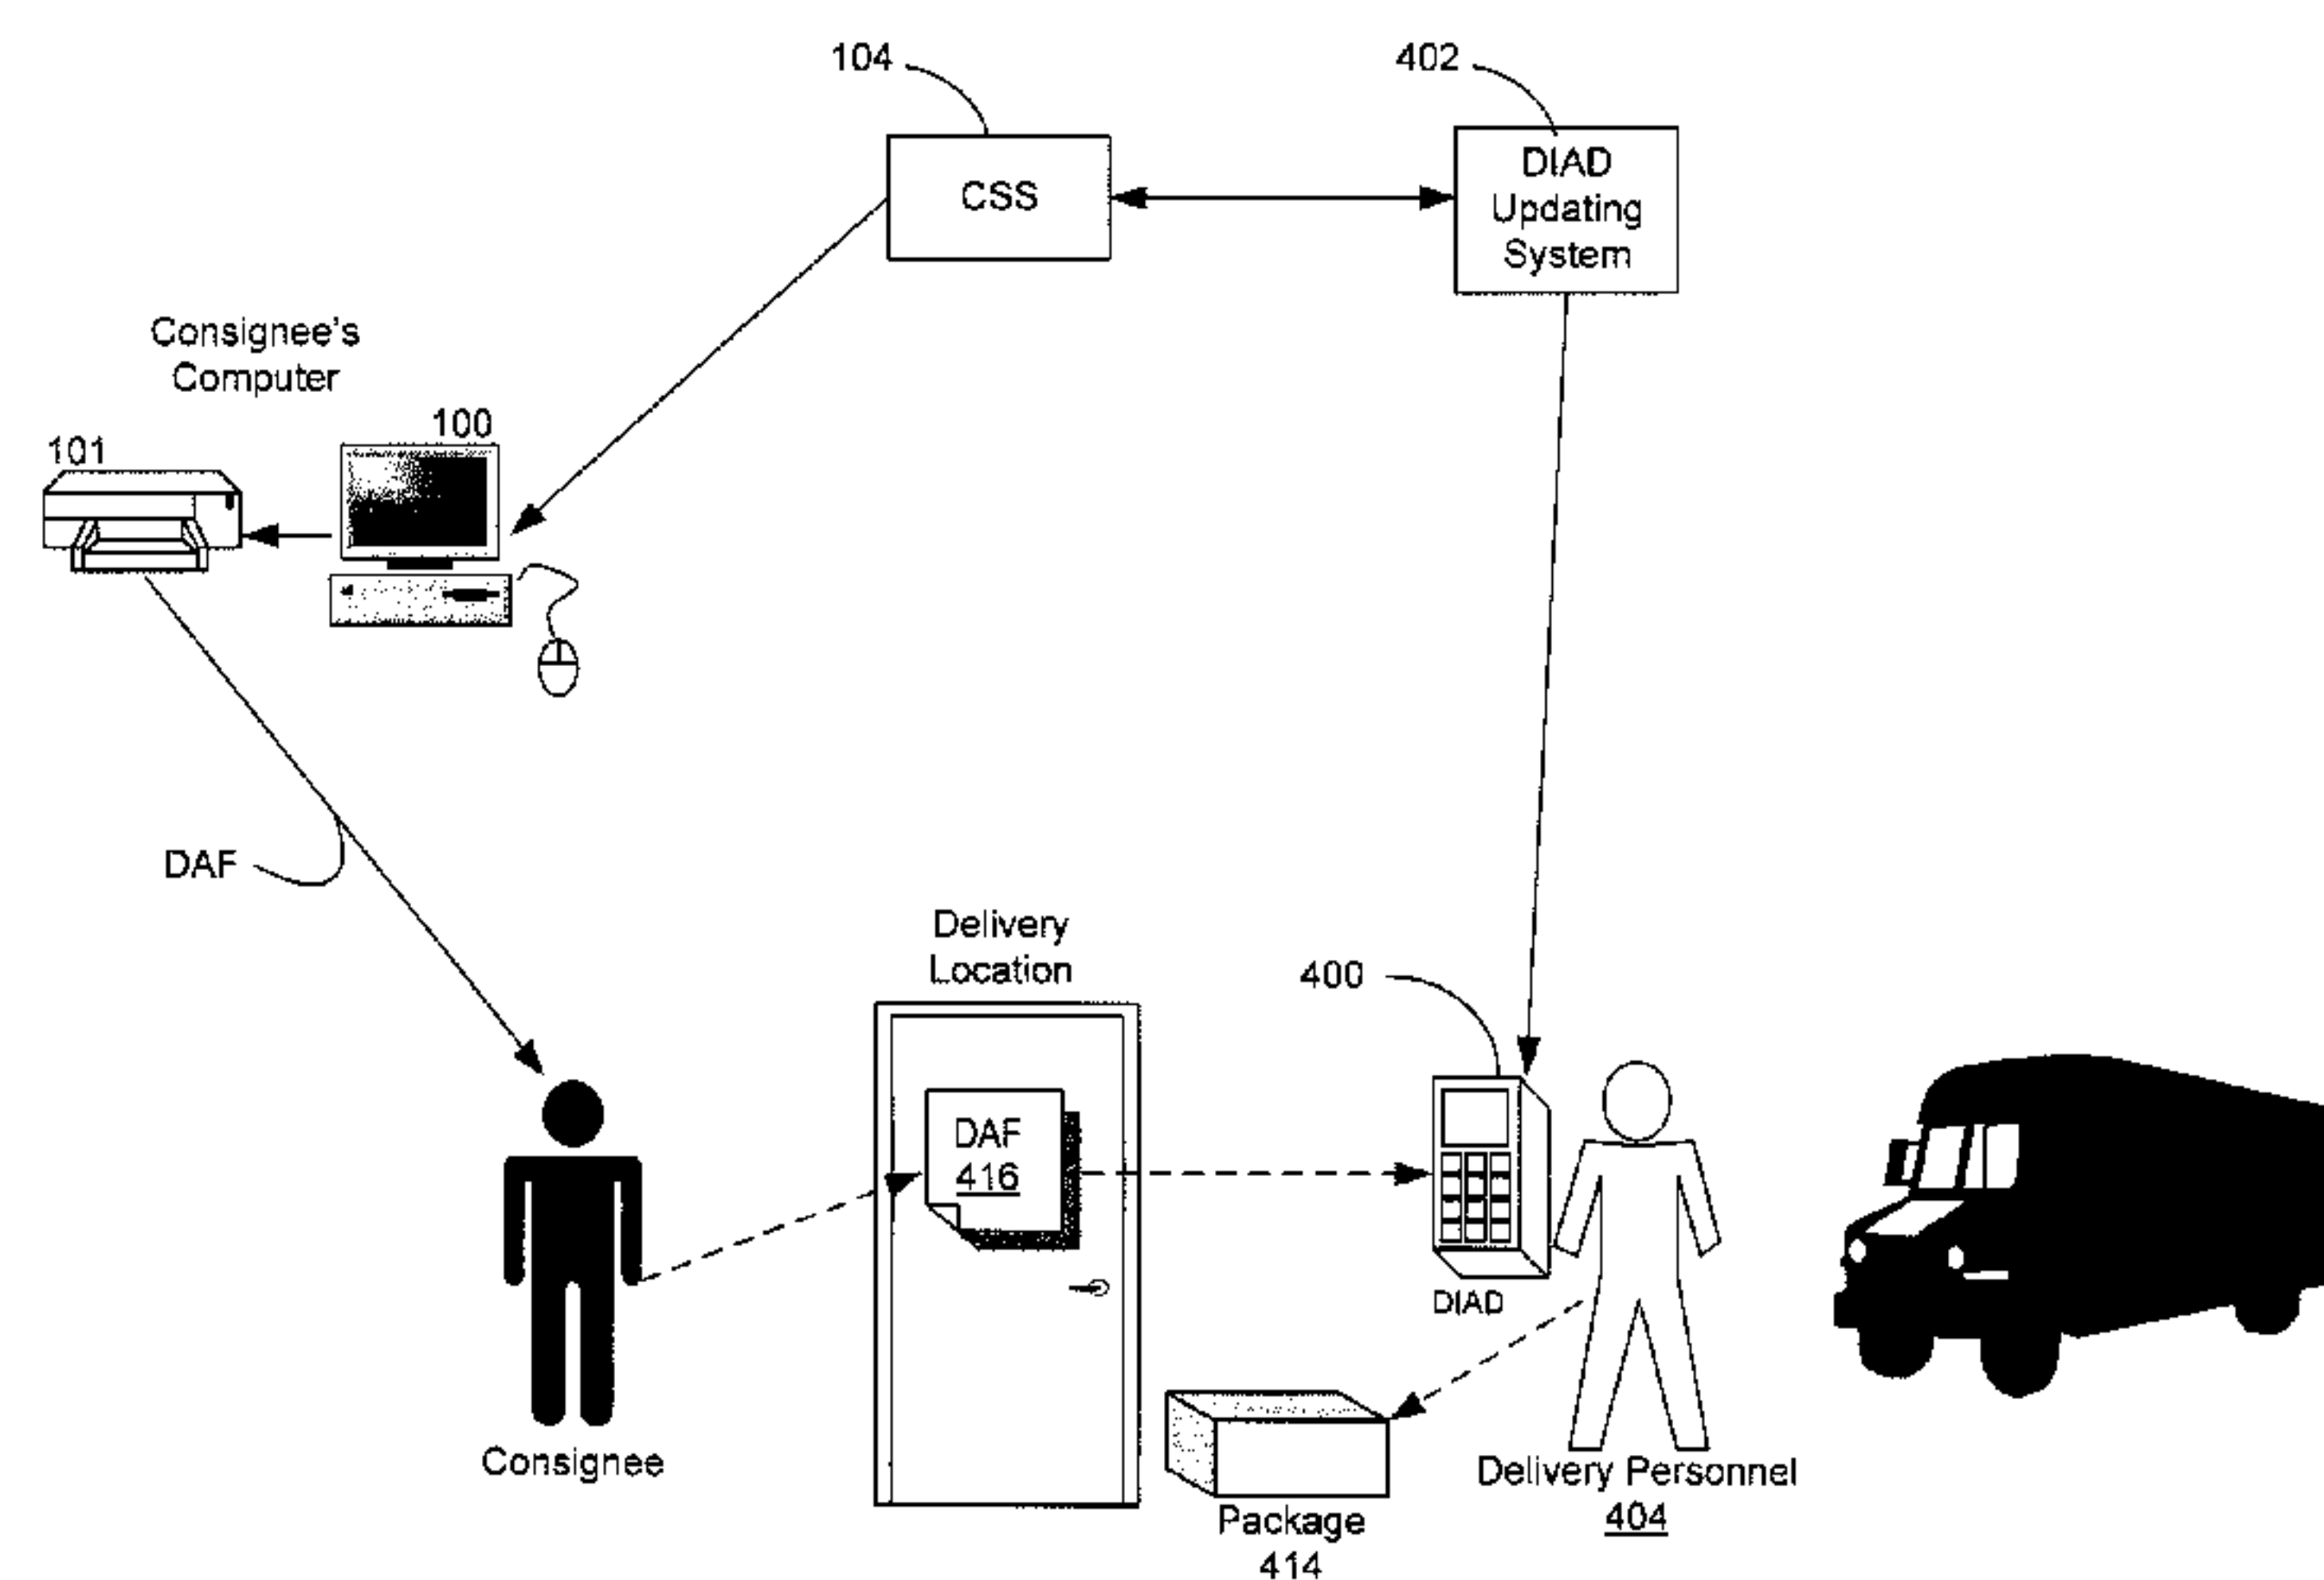 104
402
CSS
DIAD
Updating
System
Consignee's
Computer
100
101
DAF
Delivery
Location
400
DAF
416
DIAD
Consignee
Delivery Personnel
404
Package
414